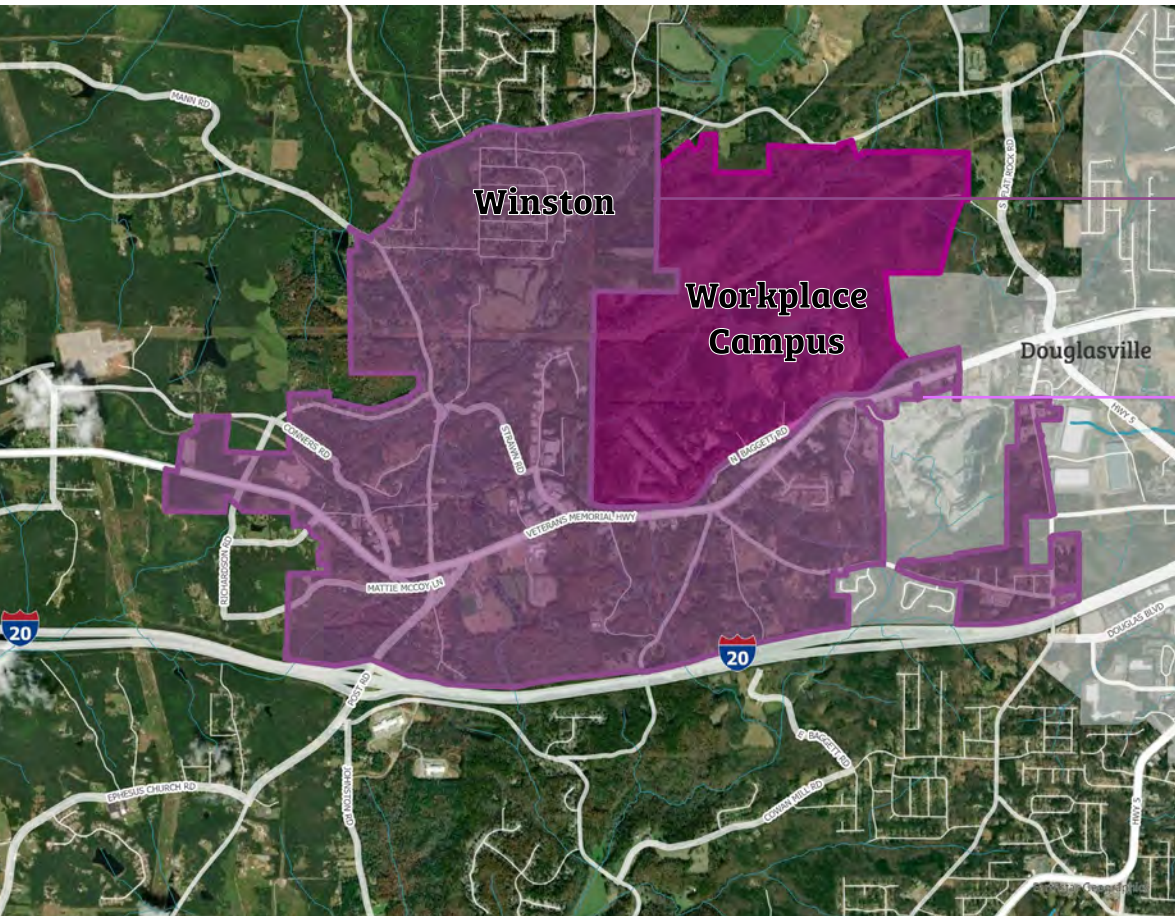 MANN RD
Winston
S FLAT ROCK RD
Workplace
Campus
Douglasville
HWY 5
CONNERS RD
STRAWN RD
N BAGGETT RD
VETERANS MEMORIAL HWY
RICHARDSON RD
MATTIE MCCOY LN
20
20
DOUGLAS BLVD
POST RD
E BAGGETT RD
EPHESUS CHURCH RD
JOHNSTON RD
COWAN MILL RD
HWY 5